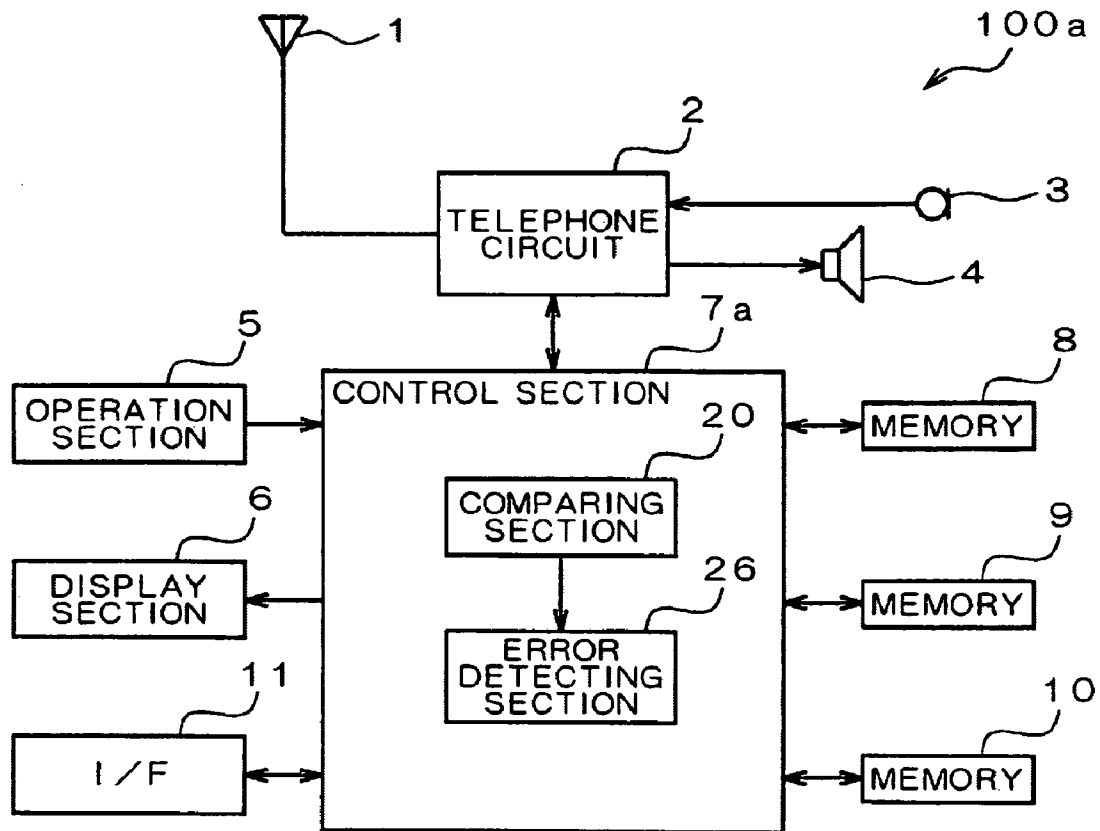 1
100a
2
TELEPHONE
CIRCUIT
3
4
7a
5
OPERATION
SECTION
CONTROL SECTION
8
MEMORY
20
COMPARING
SECTION
6
DISPLAY
SECTION
9
MEMORY
26
ERROR
DETECTING
SECTION
11
I/F
10
MEMORY